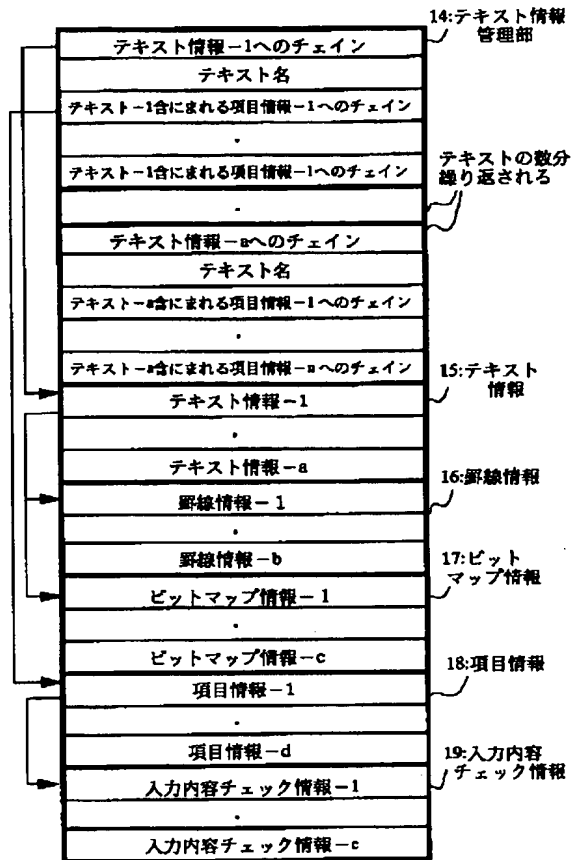 テキスト情報－1へのチェイン
テキスト名
テキスト－1含にまれる項目情報－1へのチェイン
・
テキスト－1含にまれる項目情報－1へのチェイン
・
テキスト情報－aへのチェイン
テキスト名
テキスト－a含にまれる項目情報－1へのチェイン
・
テキスト－a含にまれる項目情報－nへのチェイン
テキスト情報－1
・
テキスト情報－a
罫線情報－1
・
罫線情報－b
ビットマップ情報－1
・
ビットマップ情報－c
項目情報－1
・
項目情報－d
入力内容チェック情報－1
・
入力内容チェック情報－e
14:テキスト情報
管理部
テキストの数分
繰り返される
15:テキスト
情報
16:罫線情報
17:ビット
マップ情報
18:項目情報
19:入力内容
チェック情報